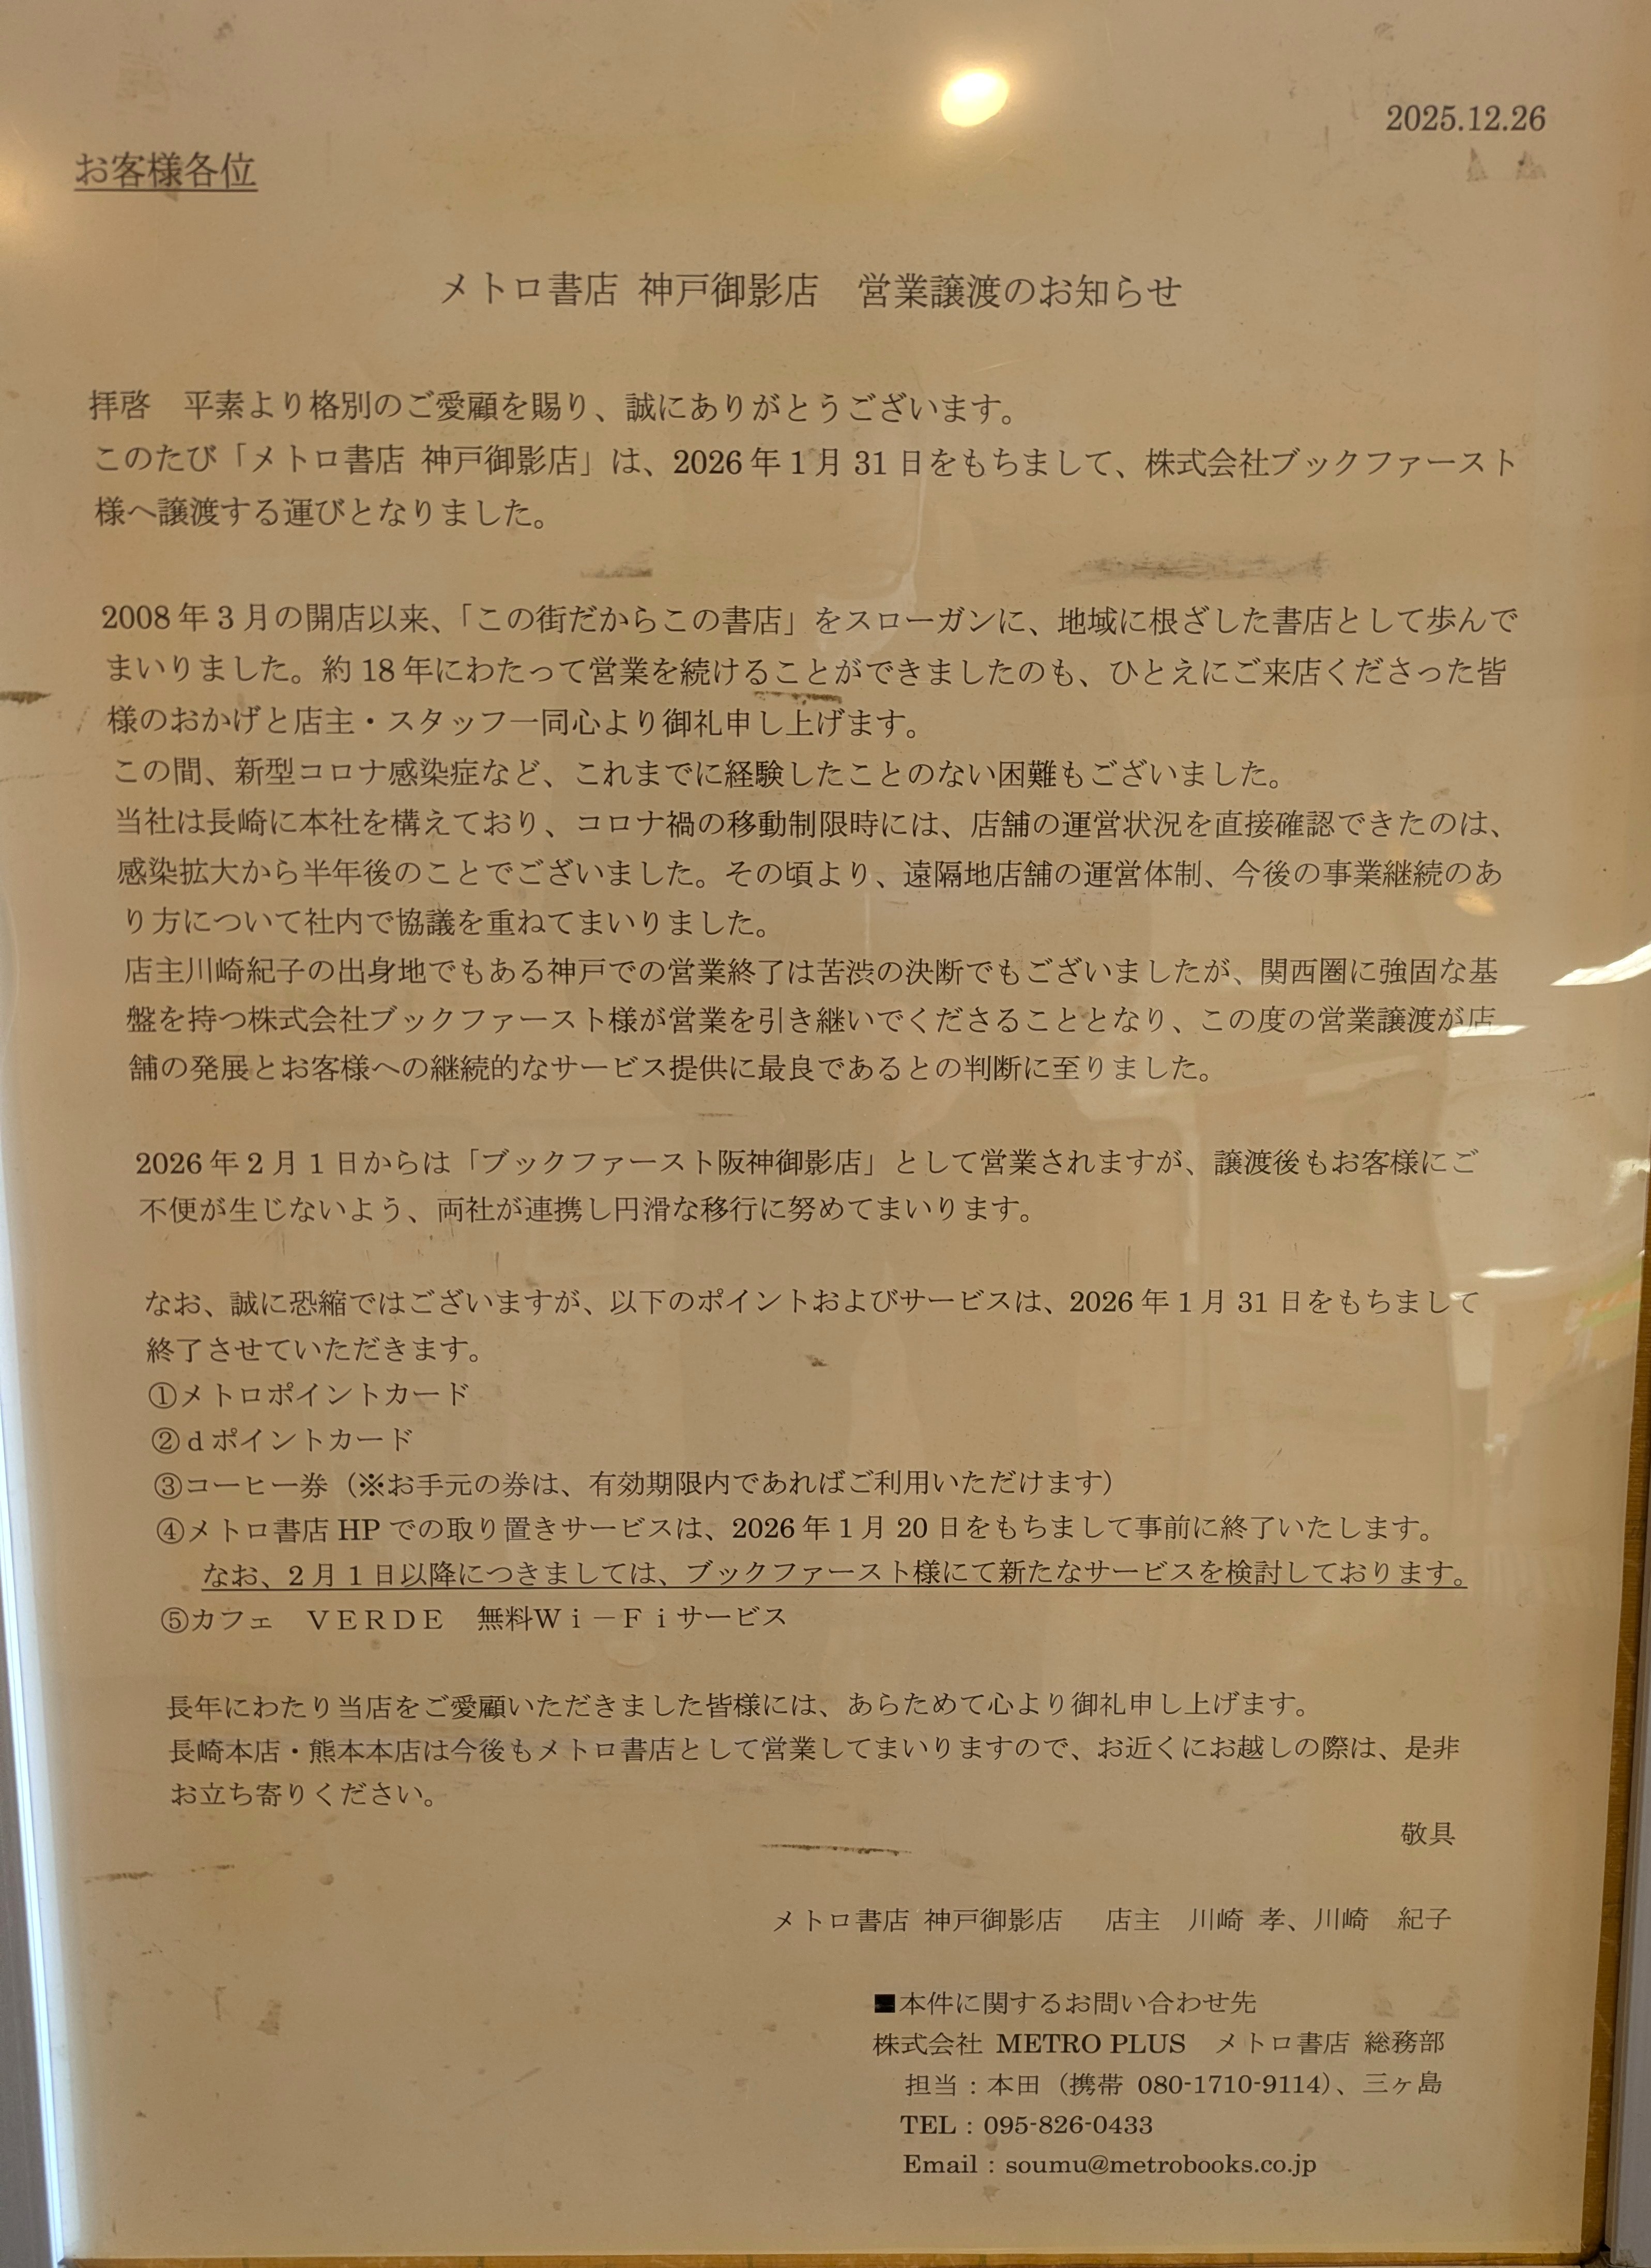 2025.12.26
お客様各位
メトロ書店 神戸御影店　営業譲渡のお知らせ
拝啓　平素より格別のご愛顧を賜り、誠にありがとうございます。
このたび「メトロ書店 神戸御影店」は、2026年1月31日をもちまして、株式会社ブックファースト
様へ譲渡する運びとなりました。
2008年3月の開店以来、「この街だからこの書店」をスローガンに、地域に根ざした書店として歩んで
まいりました。約18年にわたって営業を続けることができましたのも、ひとえにご来店くださった皆
様のおかげと店主・スタッフ一同心より御礼申し上げます。
この間、新型コロナ感染症など、これまでに経験したことのない困難もございました。
当社は長崎に本社を構えており、コロナ禍の移動制限時には、店舗の運営状況を直接確認できたのは、
感染拡大から半年後のことでございました。その頃より、遠隔地店舗の運営体制、今後の事業継続のあ
り方について社内で協議を重ねてまいりました。
店主川崎紀子の出身地でもある神戸での営業終了は苦渋の決断でもございましたが、関西圏に強固な基
盤を持つ株式会社ブックファースト様が営業を引き継いでくださることとなり、この度の営業譲渡が店
舗の発展とお客様への継続的なサービス提供に最良であるとの判断に至りました。
2026年2月1日からは「ブックファースト阪神御影店」として営業されますが、譲渡後もお客様にご
不便が生じないよう、両社が連携し円滑な移行に努めてまいります。
なお、誠に恐縮ではございますが、以下のポイントおよびサービスは、2026年1月31日をもちまして
終了させていただきます。
①メトロポイントカード
②dポイントカード
③コーヒー券（※お手元の券は、有効期限内であればご利用いただけます）
④メトロ書店HPでの取り置きサービスは、2026年1月20日をもちまして事前に終了いたします。
なお、2月1日以降につきましては、ブックファースト様にて新たなサービスを検討しております。
⑤カフェ　ＶＥＲＤＥ　無料Ｗｉ－Ｆｉサービス
長年にわたり当店をご愛顧いただきました皆様には、あらためて心より御礼申し上げます。
長崎本店・熊本本店は今後もメトロ書店として営業してまいりますので、お近くにお越しの際は、是非
お立ち寄りください。
敬具
メトロ書店 神戸御影店　店主　川崎 孝、川崎　紀子
■本件に関するお問い合わせ先
株式会社 METRO PLUS　メトロ書店 総務部
担当：本田（携帯 080-1710-9114）、三ヶ島
TEL：095-826-0433
Email：soumu@metrobooks.co.jp